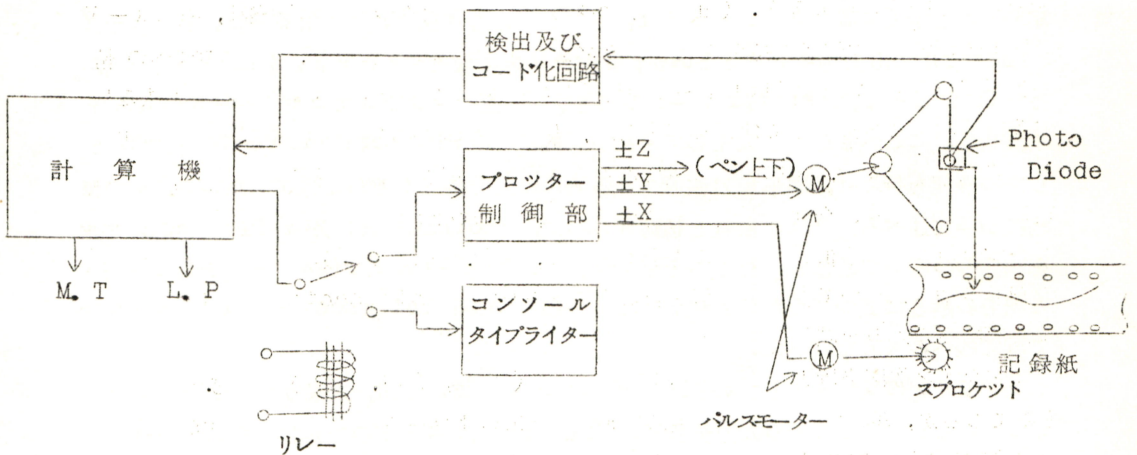 検出及び
コード化回路
計算機
M.T
L.P
プロッター
制御部
±Z
(ペン上下)
±Y
±X
M
Photo
Diode
コンソール
タイプライター
M
記録紙
スプロケット
パルスモーター
リレー